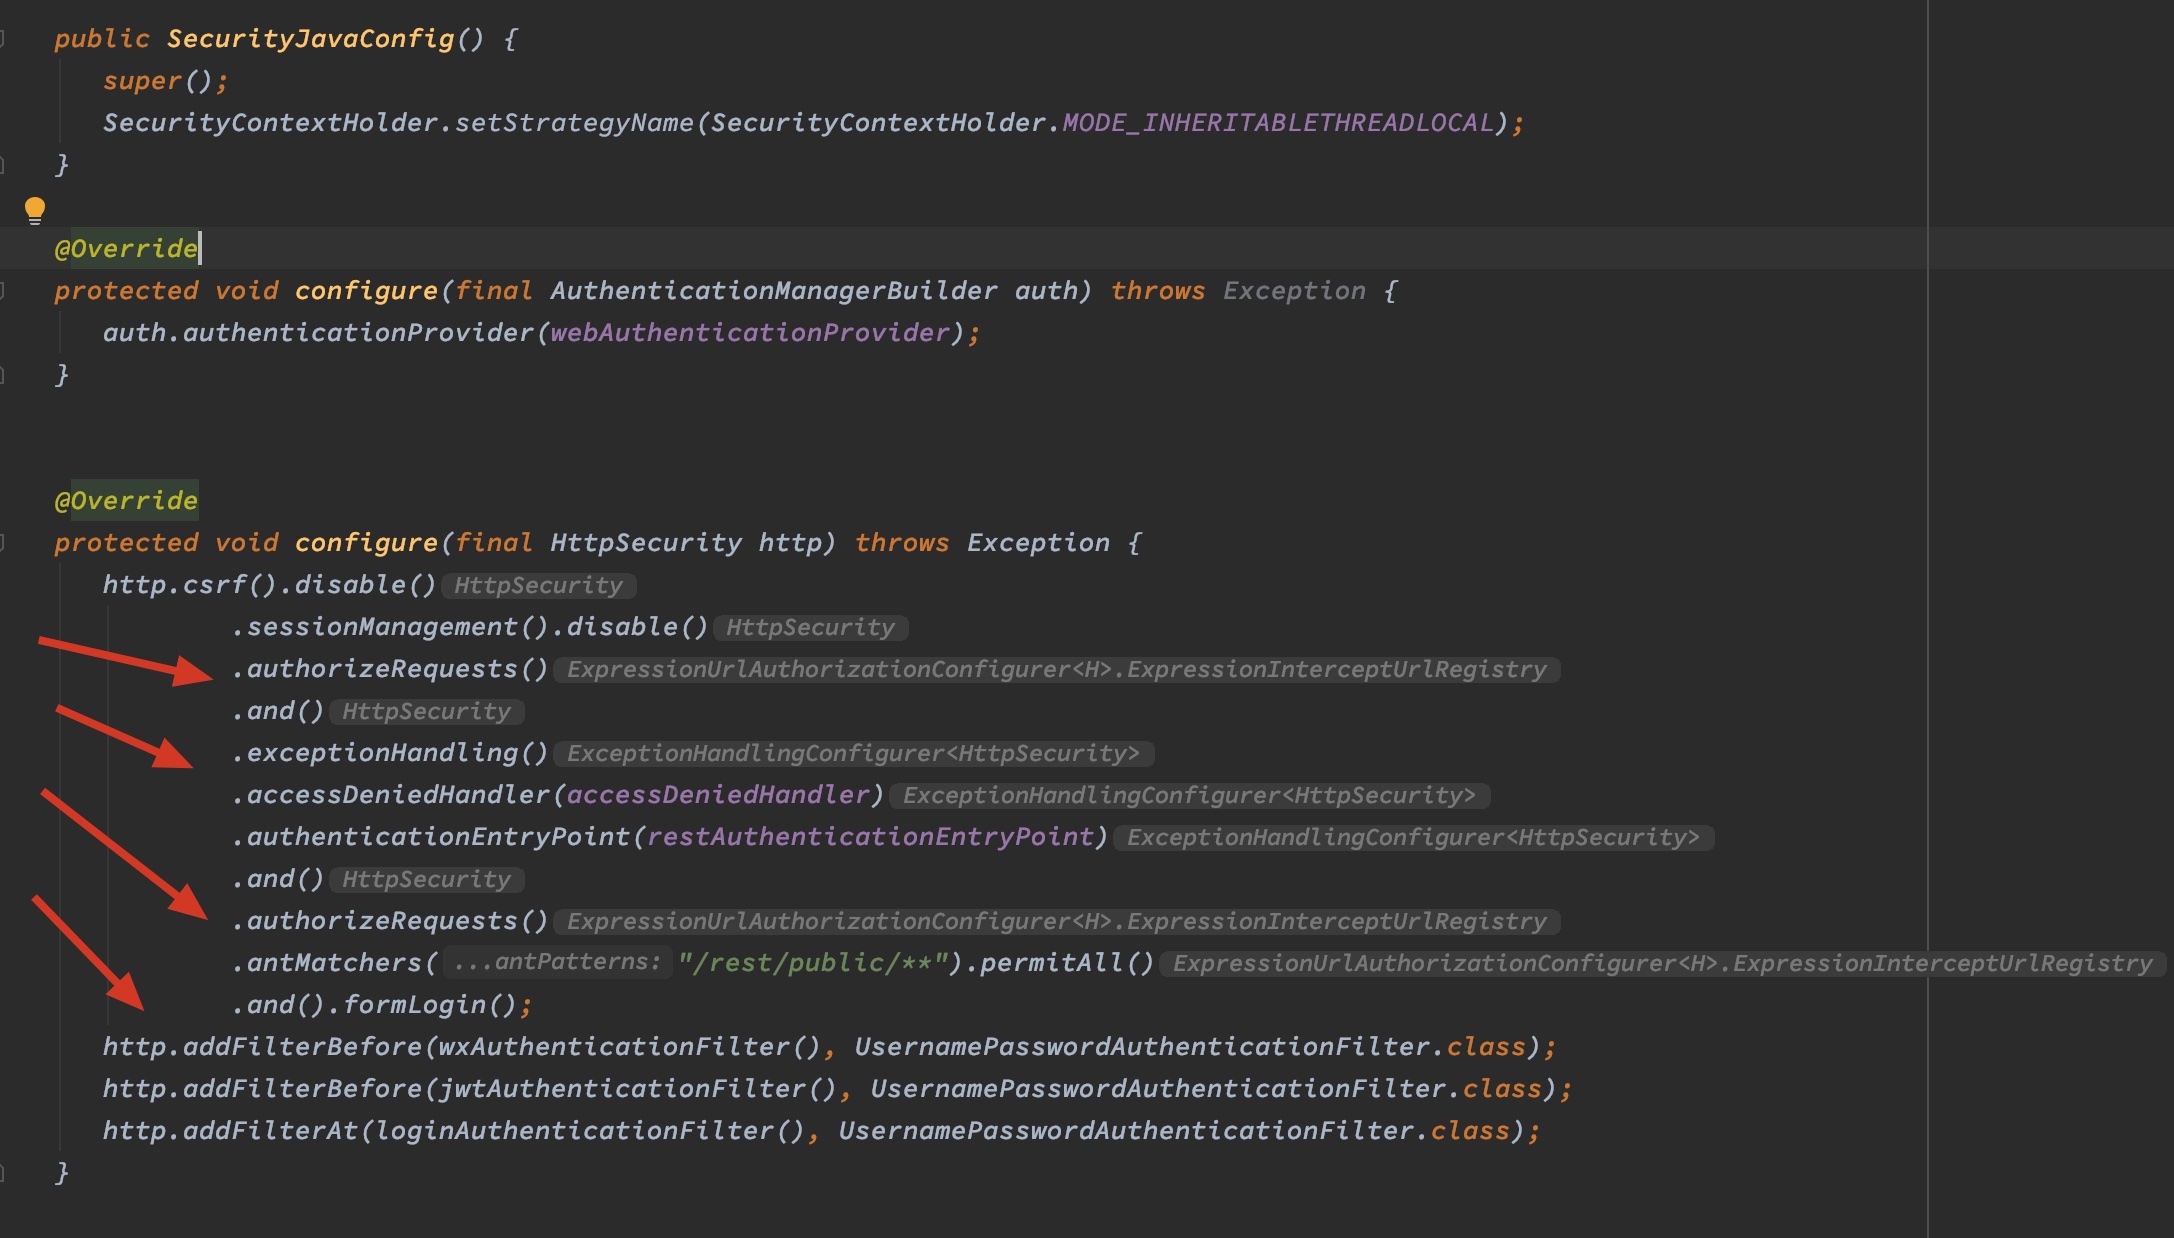 public SecurityJavaConfig() {
super();
SecurityContextHolder.setStrategyName(SecurityContextHolder.MODE_INHERITABLETHREADLOCAL);
}
@Override
protected void configure(final AuthenticationManagerBuilder auth) throws Exception {
auth.authenticationProvider(webAuthenticationProvider);
}
@Override
protected void configure(final HttpSecurity http) throws Exception {
http.csrf().disable() HttpSecurity
.sessionManagement().disable() HttpSecurity
.authorizeRequests() ExpressionUrlAuthorizationConfigurer<H>.ExpressionInterceptUrlRegistry
.and() HttpSecurity
.exceptionHandling() ExceptionHandlingConfigurer<HttpSecurity>
.accessDeniedHandler(accessDeniedHandler) ExceptionHandlingConfigurer<HttpSecurity>
.authenticationEntryPoint(restAuthenticationEntryPoint) ExceptionHandlingConfigurer<HttpSecurity>
.and() HttpSecurity
.authorizeRequests() ExpressionUrlAuthorizationConfigurer<H>.ExpressionInterceptUrlRegistry
.antMatchers( ...antPatterns: "/rest/public/**").permitAll() ExpressionUrlAuthorizationConfigurer<H>.ExpressionInterceptUrlRegistry
.and().formLogin();
http.addFilterBefore(wxAuthenticationFilter(), UsernamePasswordAuthenticationFilter.class);
http.addFilterBefore(jwtAuthenticationFilter(), UsernamePasswordAuthenticationFilter.class);
http.addFilterAt(loginAuthenticationFilter(), UsernamePasswordAuthenticationFilter.class);
}